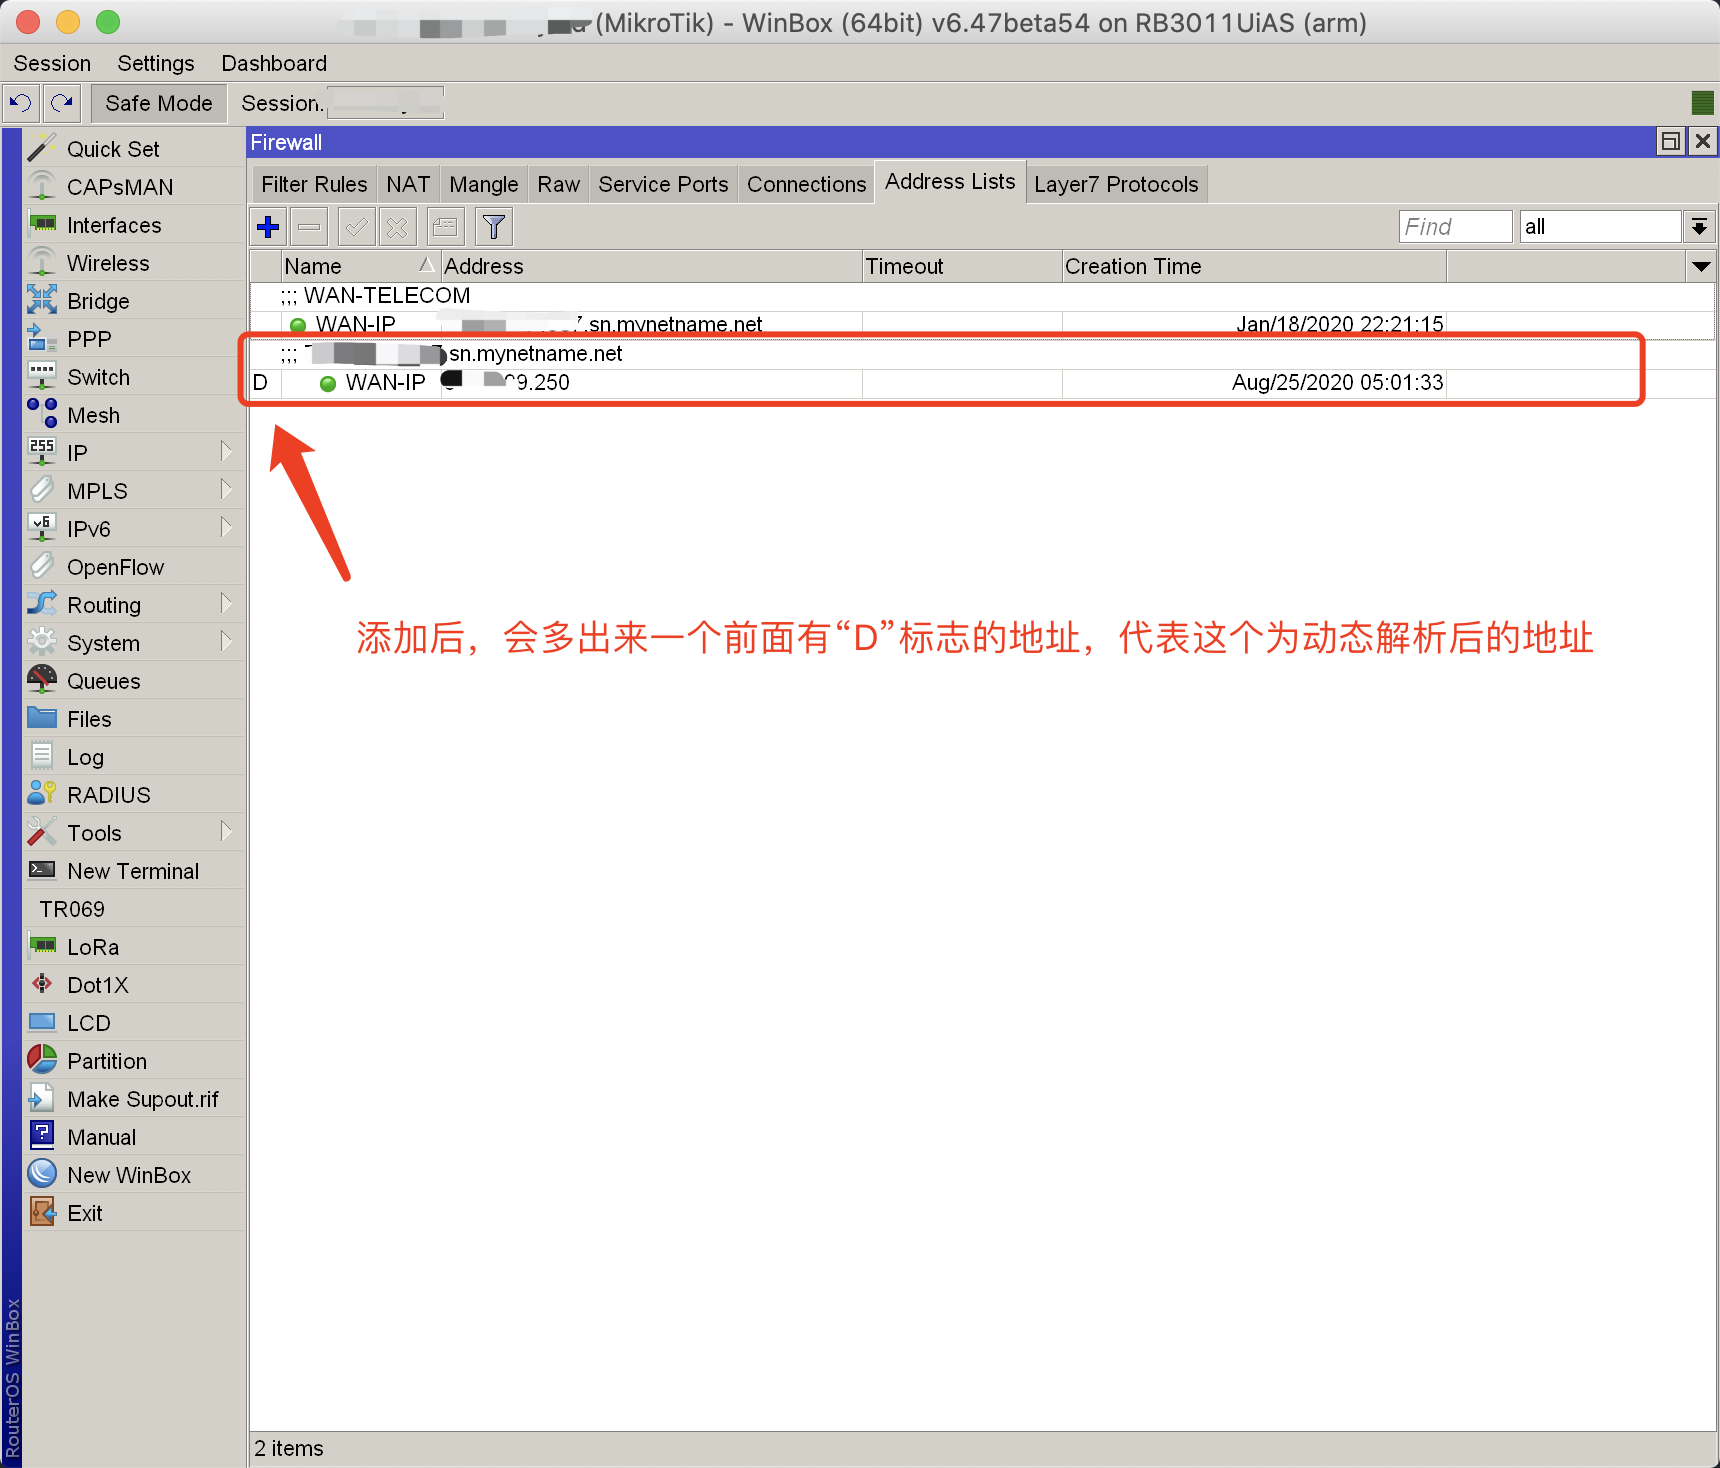 (MikroTik) - WinBox (64bit) v6.47beta54 on RB3011UiAS (arm)
Session Settings Dashboard
Safe Mode Session:
Firewall
Quick Set
CAPsMAN
Interfaces
Wireless
Bridge
PPP
Switch
Mesh
255 IP
MPLS
v6 IPv6
OpenFlow
Routing
System
Queues
Files
Log
RADIUS
Tools
New Terminal
TR069
LoRa
Dot1X
LCD
Partition
Make Supout.rif
Manual
New WinBox
Exit
RouterOS WinBox
Filter Rules NAT Mangle Raw Service Ports Connections Address Lists Layer7 Protocols
Find all
Name Address Timeout Creation Time
;;; WAN-TELECOM
WAN-IP .sn.mynetname.net Jan/18/2020 22:21:15
;;; .sn.mynetname.net
D WAN-IP 9.250 Aug/25/2020 05:01:33
添加后，会多出来一个前面有“D”标志的地址，代表这个为动态解析后的地址
2 items